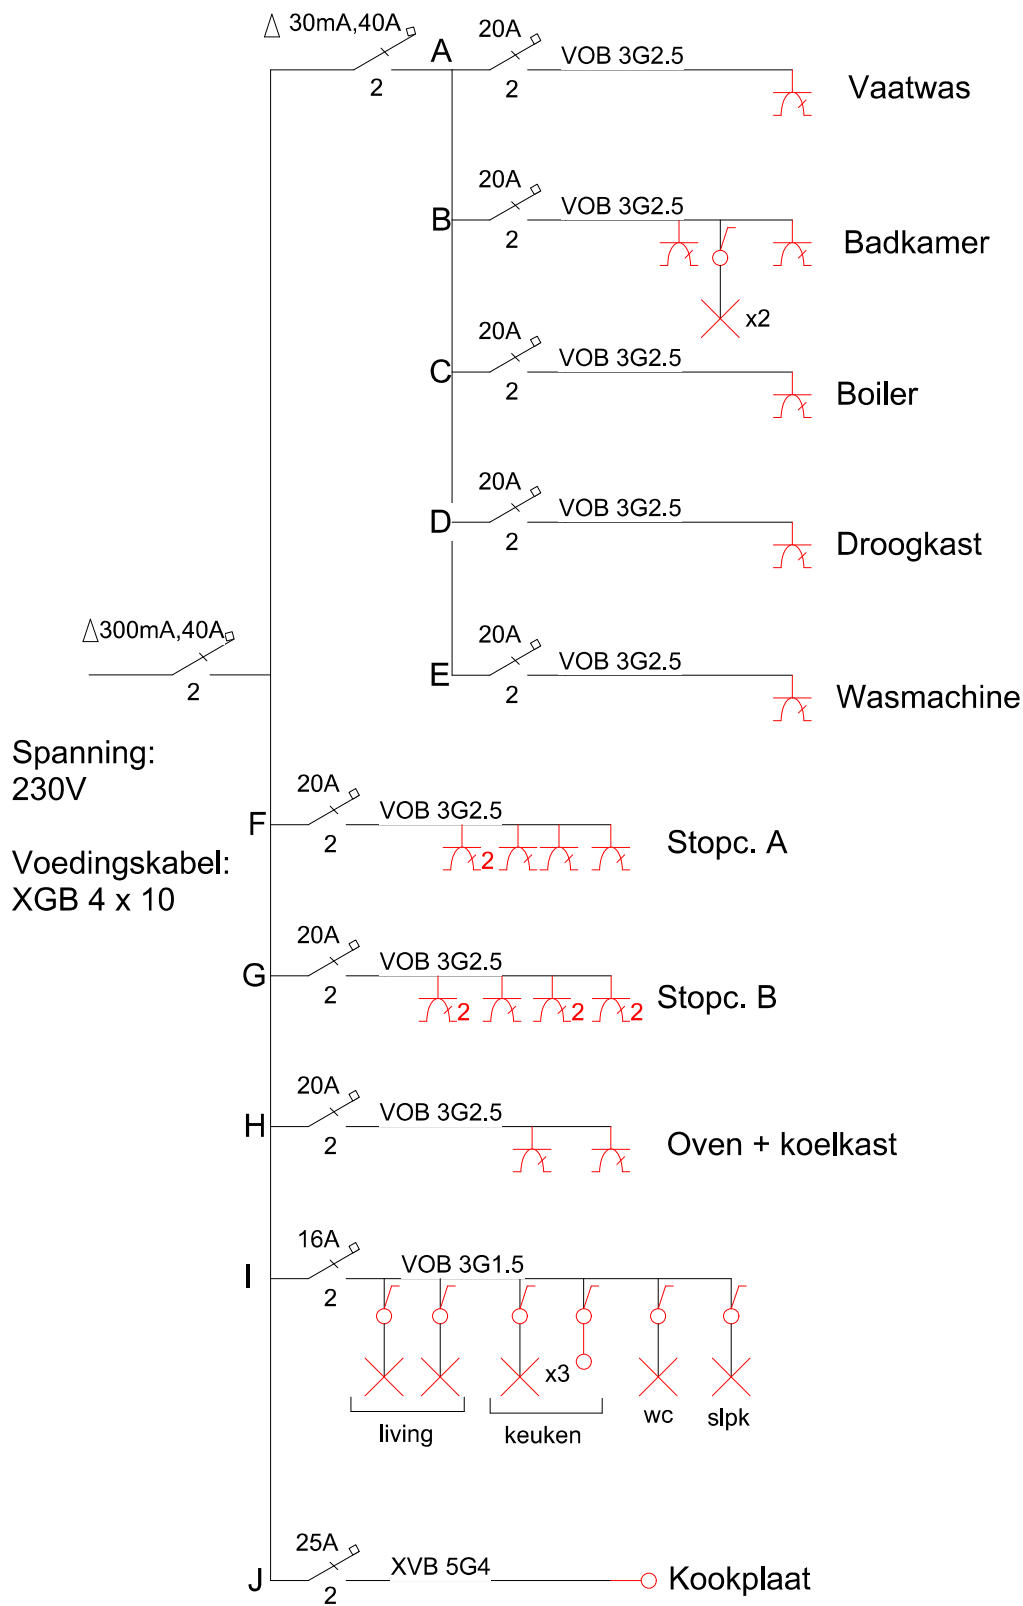 30mA,40A
2
A
20A
2
VOB 3G2.5
Vaatwas
B
20A
2
VOB 3G2.5
x2
Badkamer
C
20A
2
VOB 3G2.5
Boiler
D
20A
2
VOB 3G2.5
Droogkast
300mA,40A
2
E
20A
2
VOB 3G2.5
Wasmachine
Spanning:
230V
Voedingskabel:
XGB 4 x 10
F
20A
2
VOB 3G2.5
2
Stopc. A
G
20A
2
VOB 3G2.5
2
2
2
Stopc. B
H
20A
2
VOB 3G2.5
Oven + koelkast
I
16A
2
VOB 3G1.5
x3
living
keuken
wc
slpk
J
25A
2
XVB 5G4
Kookplaat